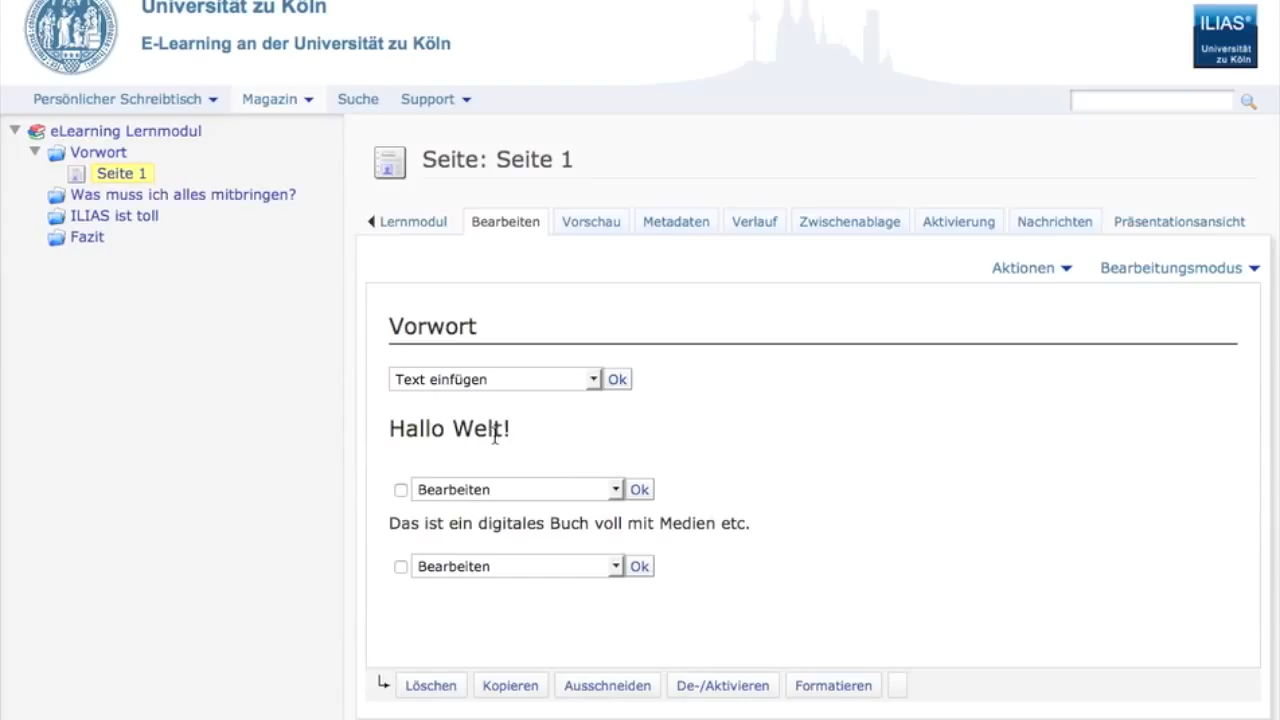 Universität zu Köln
E-Learning an der Universität zu Köln
ILIAS®
Universität
zu Köln
Persönlicher Schreibtisch
Magazin
Suche
Support
eLearning Lernmodul
Vorwort
Seite 1
Was muss ich alles mitbringen?
ILIAS ist toll
Fazit
Seite: Seite 1
Lernmodul
Bearbeiten
Vorschau
Metadaten
Verlauf
Zwischenablage
Aktivierung
Nachrichten
Präsentationsansicht
Aktionen
Bearbeitungsmodus
Vorwort
Text einfügen
Ok
Hallo Welt!
Bearbeiten
Ok
Das ist ein digitales Buch voll mit Medien etc.
Bearbeiten
Ok
Löschen
Kopieren
Ausschneiden
De-/Aktivieren
Formatieren